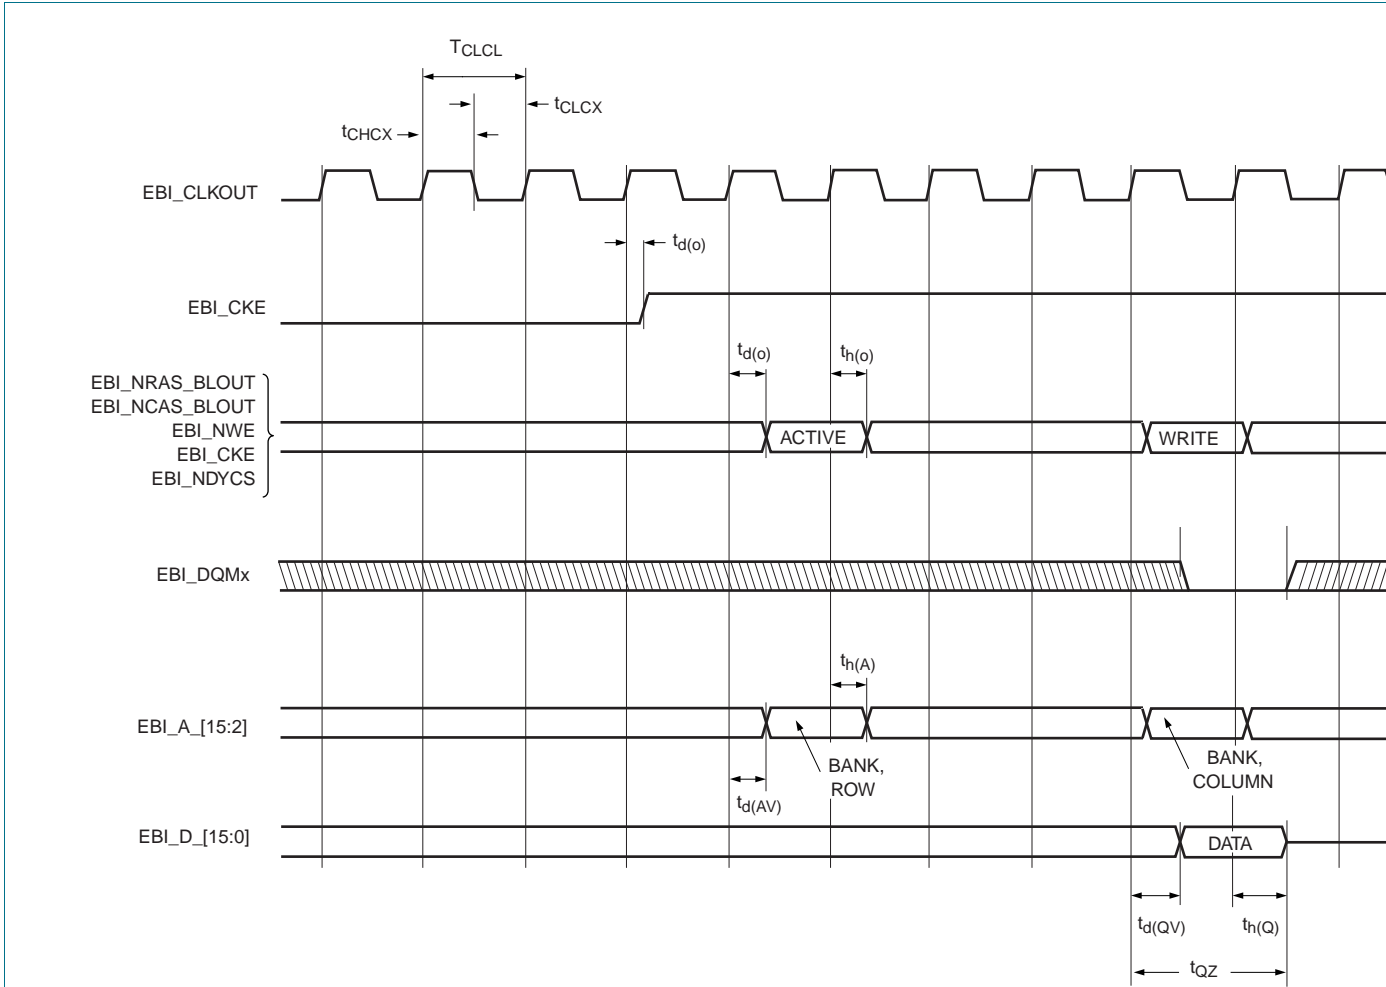 TCLCL
tCLCX
tCHCX
EBI_CLKOUT
td(o)
EBI_CKE
td(o)
th(o)
EBI_NRAS_BLOUT
EBI_NCAS_BLOUT
EBI_NWE
EBI_CKE
EBI_NDYCS
ACTIVE
WRITE
EBI_DQMx
th(A)
EBI_A_[15:2]
BANK,
ROW
BANK,
COLUMN
td(AV)
EBI_D_[15:0]
DATA
td(QV)
th(Q)
tQZ